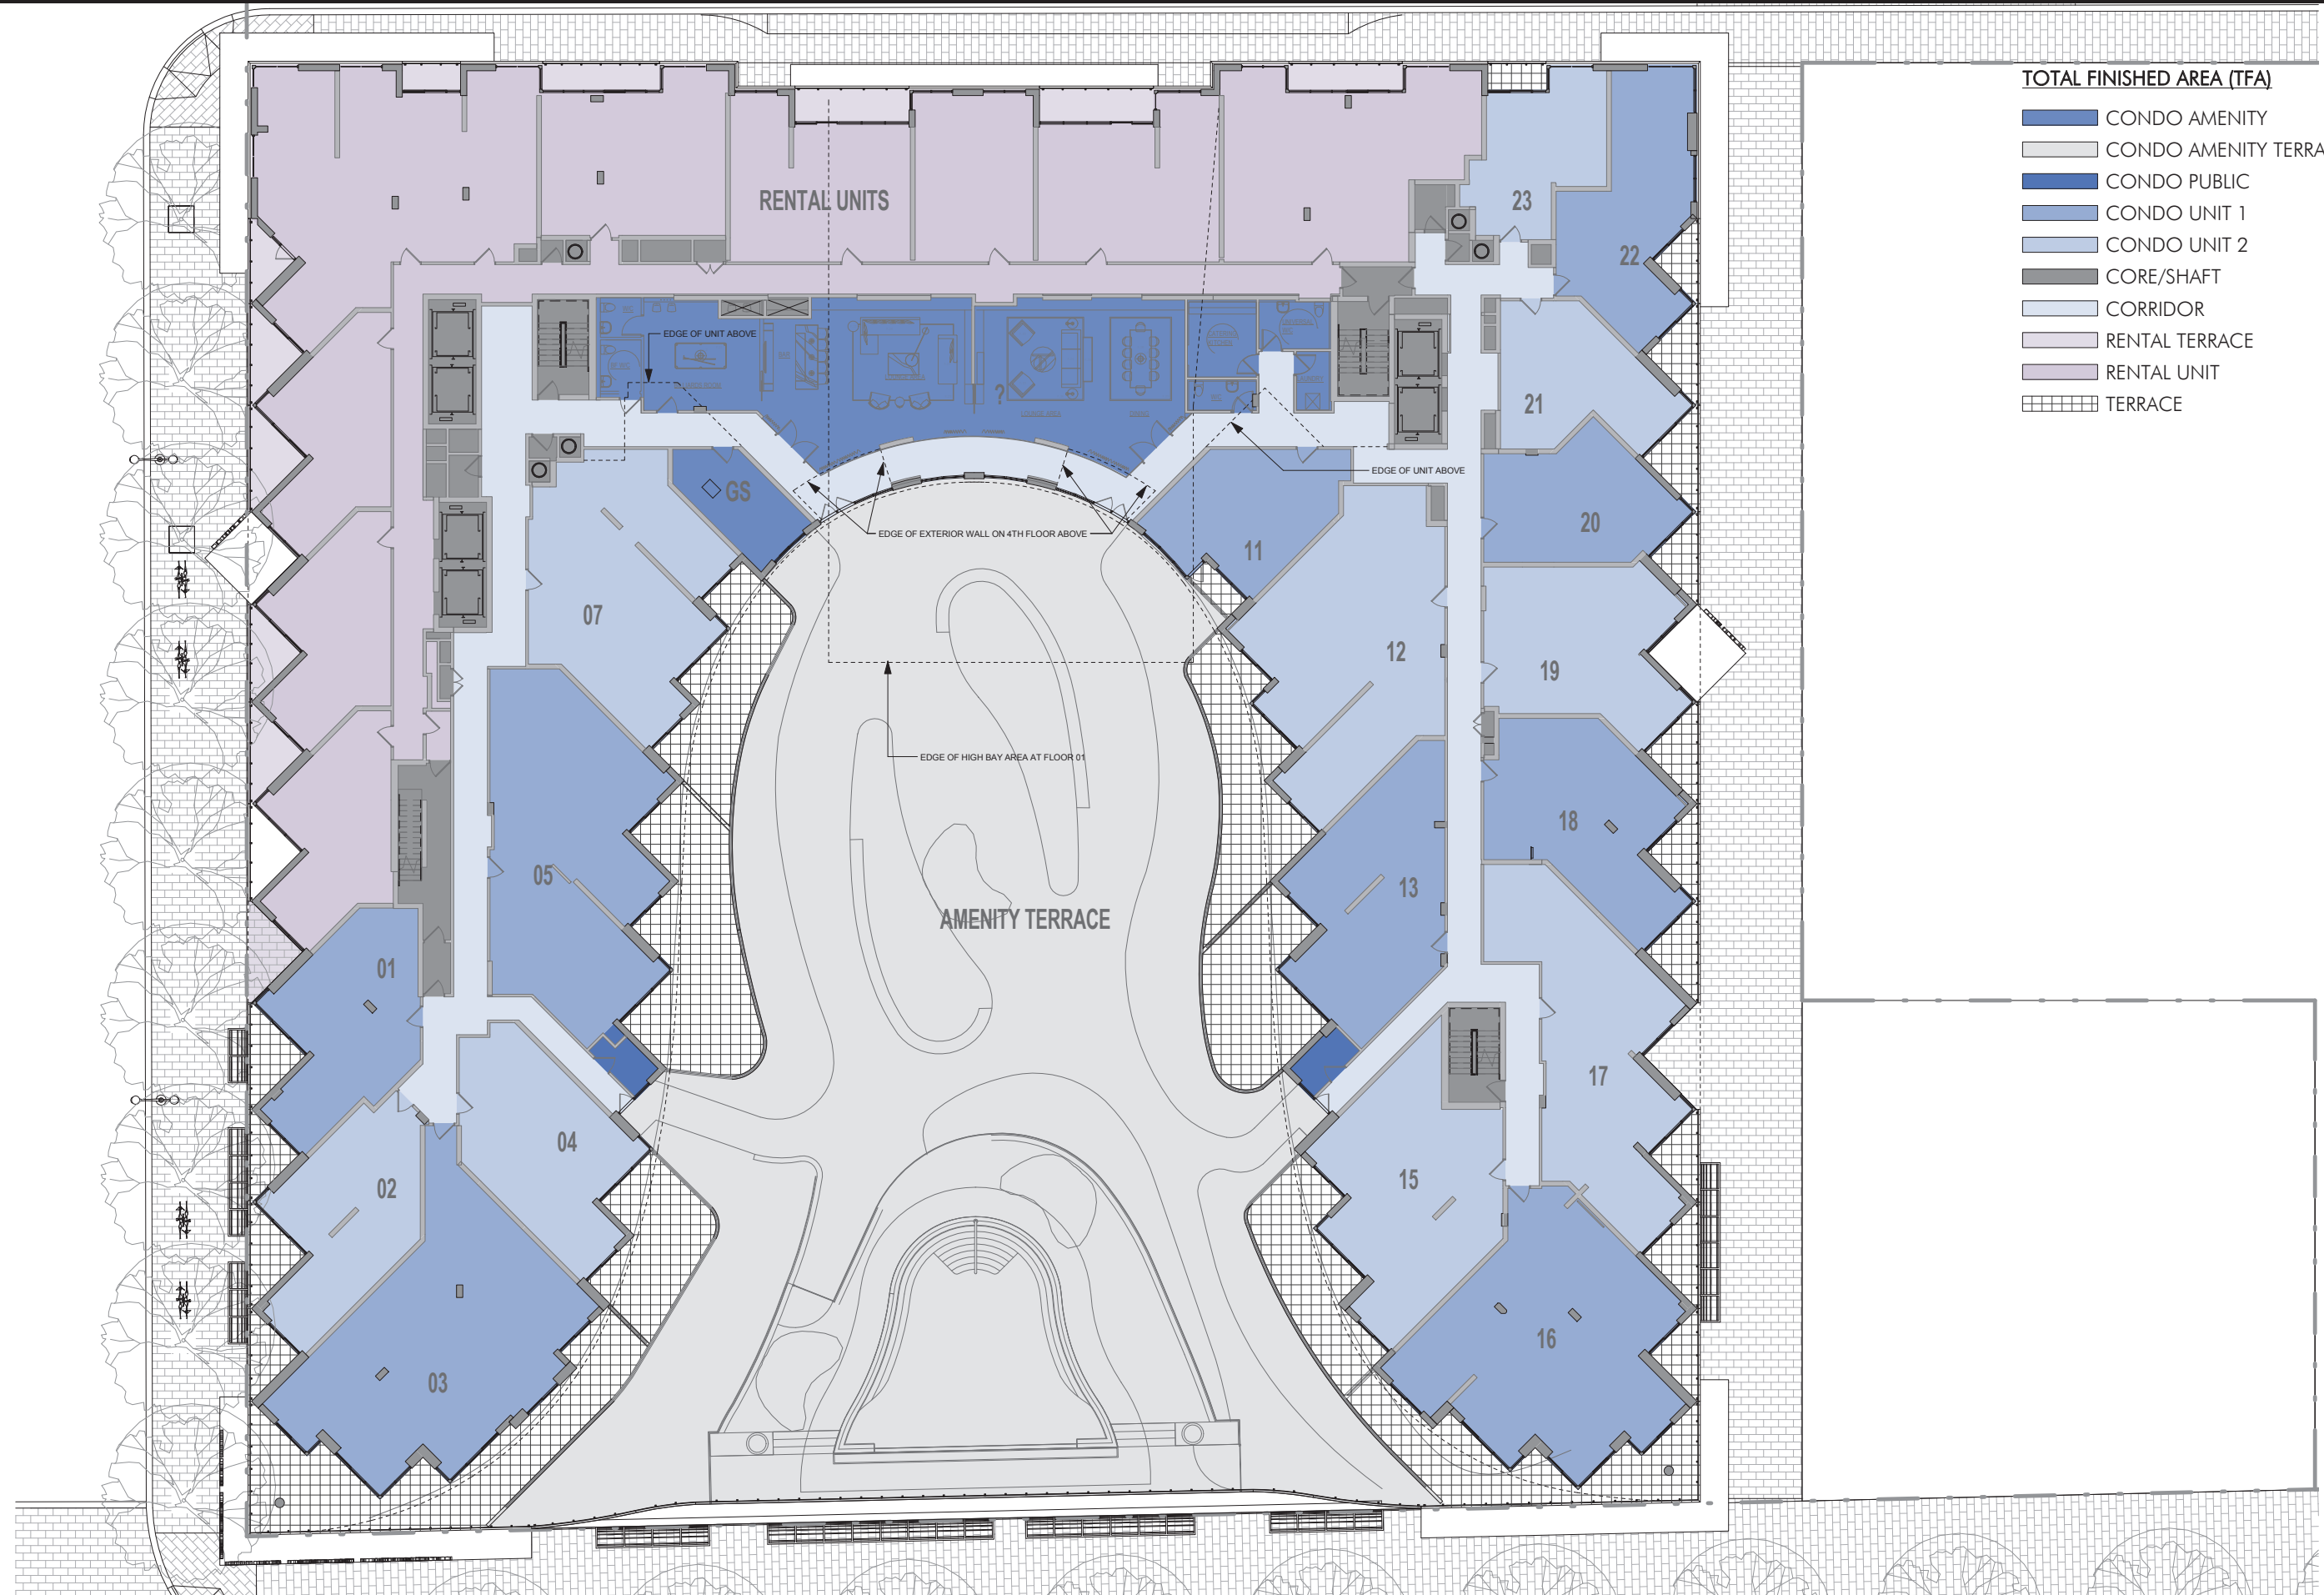 TOTAL FINISHED AREA (TFA)
CONDO AMENITY
CONDO AMENITY TERRA
CONDO PUBLIC
CONDO UNIT 1
CONDO UNIT 2
CORE/SHAFT
CORRIDOR
RENTAL TERRACE
RENTAL UNIT
TERRACE
RENTAL UNITS
23
22
EDGE OF UNIT ABOVE
?
21
EDGE OF UNIT ABOVE
GS
20
EDGE OF EXTERIOR WALL ON 4TH FLOOR ABOVE
11
07
12
19
EDGE OF HIGH BAY AREA AT FLOOR 01
18
05
13
AMENITY TERRACE
01
17
04
15
02
16
03